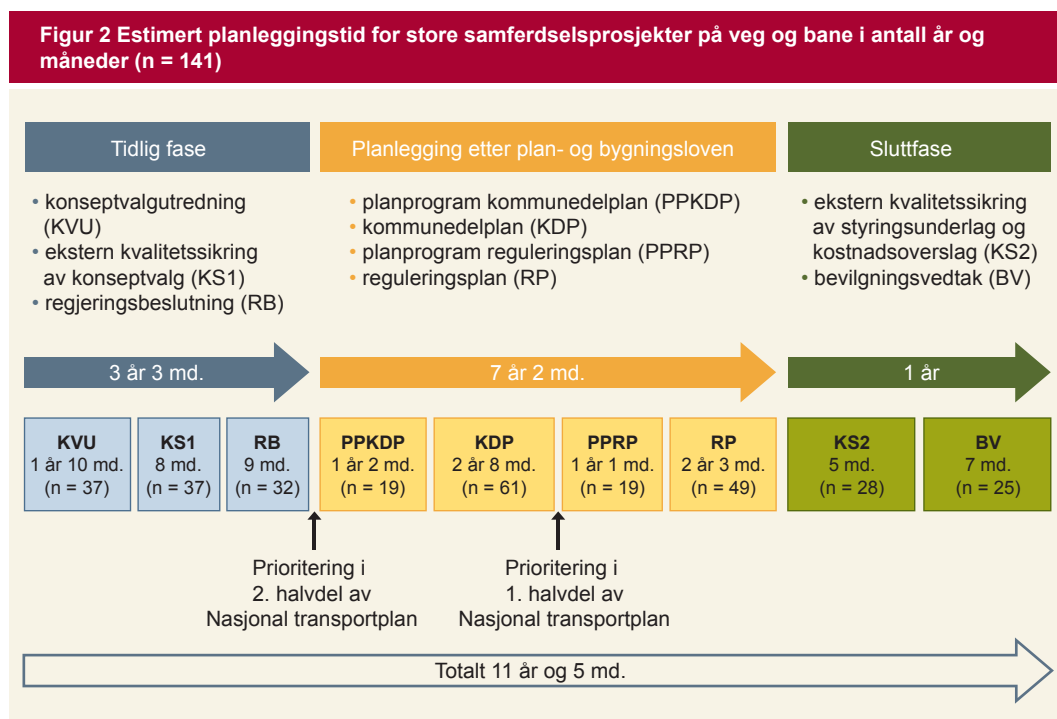 Figur 2 Estimert planleggingstid for store samferdselsprosjekter på veg og bane i antall år og
måneder (n = 141)
Tidlig fase
• konseptvalgutredning
(KVU)
• ekstern kvalitetssikring
av konseptvalg (KS1)
• regjeringsbeslutning (RB)
Planlegging etter plan- og bygningsloven
• planprogram kommunedelplan (PPKDP)
• kommunedelplan (KDP)
• planprogram reguleringsplan (PPRP)
• reguleringsplan (RP)
Sluttfase
• ekstern kvalitetssikring
av styringsunderlag og
kostnadsoverslag (KS2)
• bevilgningsvedtak (BV)
3 år 3 md.
7 år 2 md.
1 år
KVU
1 år 10 md.
(n = 37)
KS1
8 md.
(n = 37)
RB
9 md.
(n = 32)
PPKDP
1 år 2 md.
(n = 19)
KDP
2 år 8 md.
(n = 61)
PPRP
1 år 1 md.
(n = 19)
RP
2 år 3 md.
(n = 49)
KS2
5 md.
(n = 28)
BV
7 md.
(n = 25)
Prioritering i
2. halvdel av
Nasjonal transportplan
Prioritering i
1. halvdel av
Nasjonal transportplan
Totalt 11 år og 5 md.